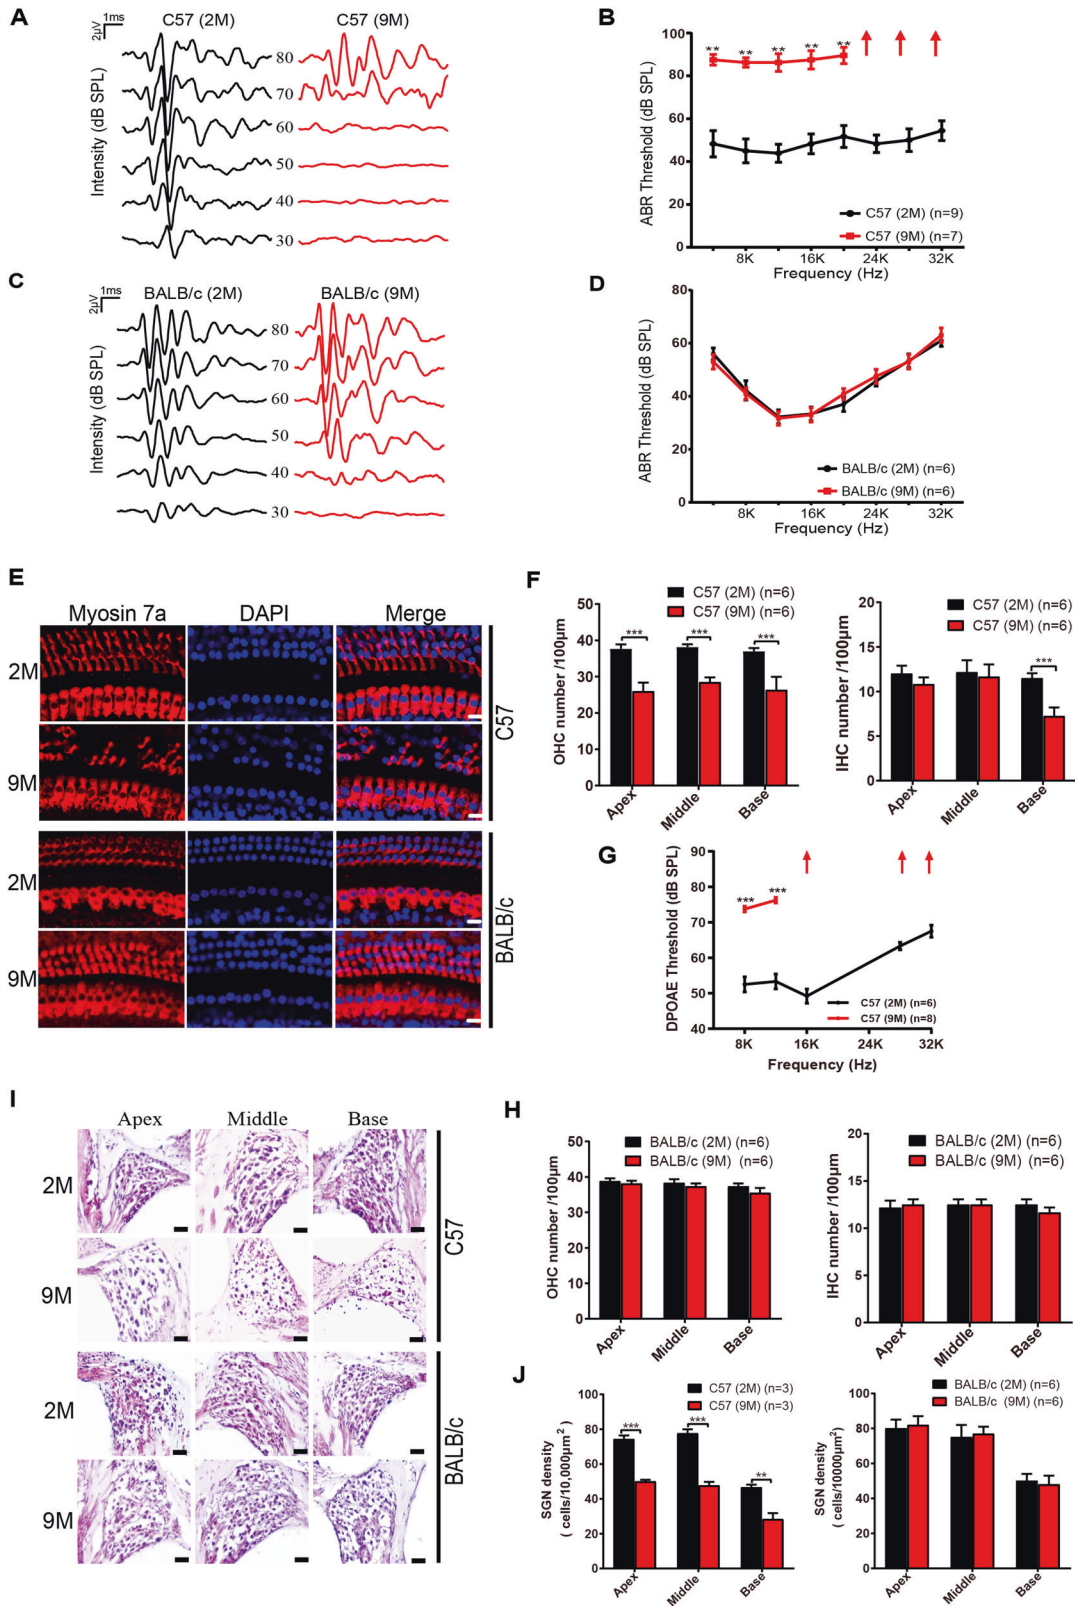 A
1ms
2μV
C57 (2M)
C57 (9M)
Intensity (dB SPL)
80
70
60
50
40
30
B
ABR Threshold (dB SPL)
100
80
60
40
20
0
** ** ** ** **
C57 (2M) (n=9)
C57 (9M) (n=7)
8K 16K 24K 32K
Frequency (Hz)
C
1ms
2μV
BALB/c (2M)
BALB/c (9M)
Intensity (dB SPL)
80
70
60
50
40
30
D
ABR Threshold (dB SPL)
80
60
40
20
0
BALB/c (2M) (n=6)
BALB/c (9M) (n=6)
8K 16K 24K 32K
Frequency (Hz)
E
Myosin 7a DAPI Merge
2M
9M
C57
2M
9M
BALB/c
F
C57 (2M) (n=6)
C57 (9M) (n=6)
OHC number /100μm
50
40
30
20
10
0
*** *** ***
Apex Middle Base
C57 (2M) (n=6)
C57 (9M) (n=6)
IHC number /100μm
20
15
10
5
0
***
Apex Middle Base
G
DPOAE Threshold (dB SPL)
90
80
70
60
50
40
*** ***
C57 (2M) (n=6)
C57 (9M) (n=8)
8K 16K 24K 32K
Frequency (Hz)
I
Apex Middle Base
2M
9M
C57
2M
9M
BALB/c
H
BALB/c (2M) (n=6)
BALB/c (9M) (n=6)
OHC number /100μm
50
40
30
20
10
0
Apex Middle Base
BALB/c (2M) (n=6)
BALB/c (9M) (n=6)
IHC number /100μm
20
15
10
5
0
Apex Middle Base
J
C57 (2M) (n=3)
C57 (9M) (n=3)
SGN density
( cells/10,000μm²)
100
80
60
40
20
0
*** *** **
Apex Middle Base
BALB/c (2M) (n=6)
BALB/c (9M) (n=6)
SGN density
( cells/10000μm²)
100
80
60
40
20
0
Apex Middle Base